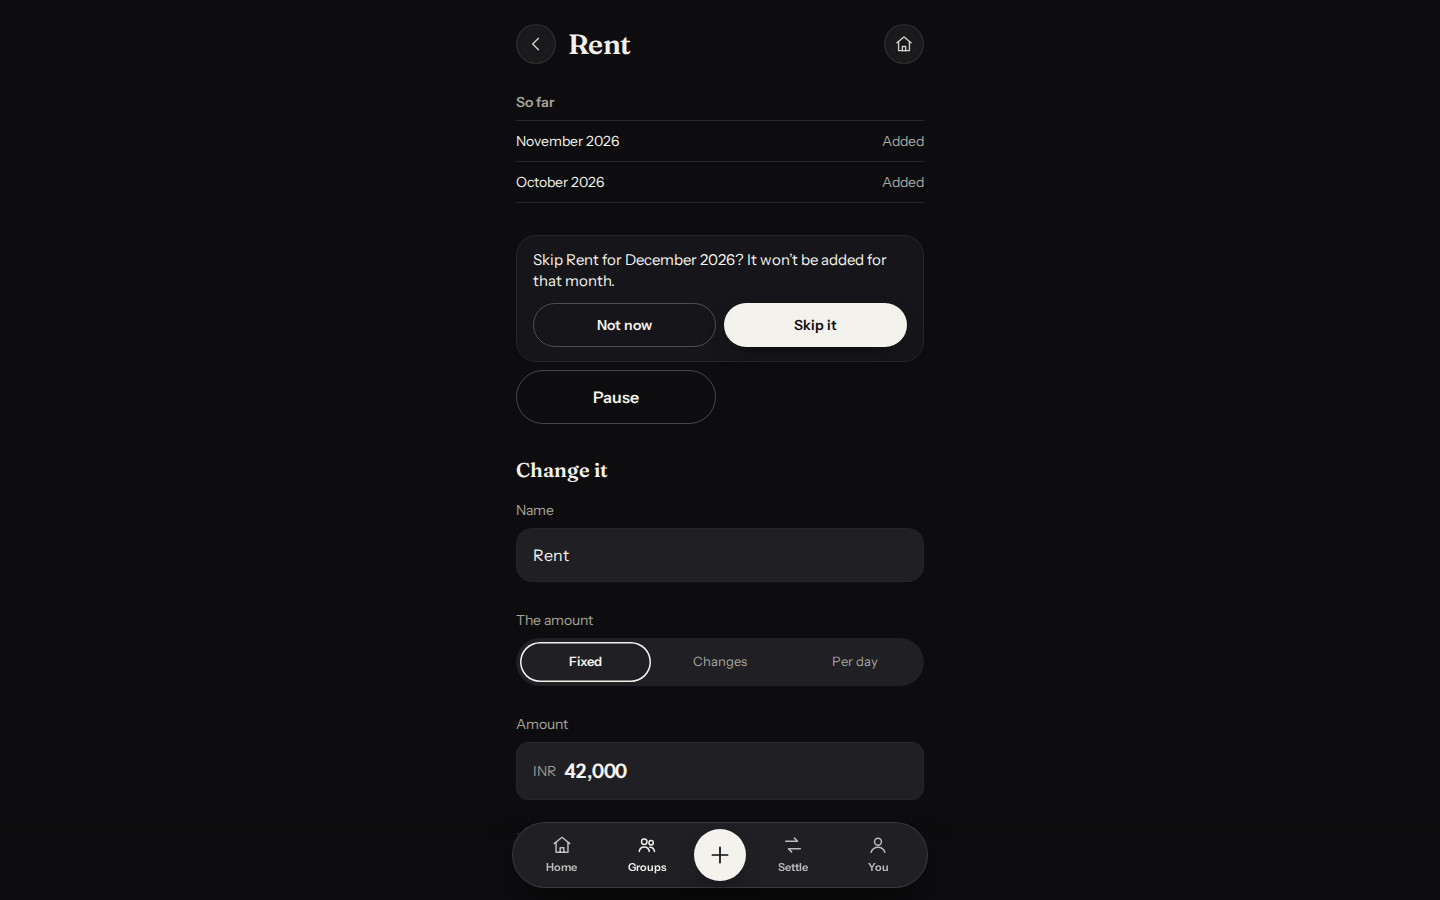 Rent
So far
November 2026 Added
October 2026 Added
Skip Rent for December 2026? It won't be added for
that month.
Not now Skip it
Pause
Change it
Name
Rent
The amount
Fixed Changes Per day
Amount
INR 42,000
Home Groups Settle You